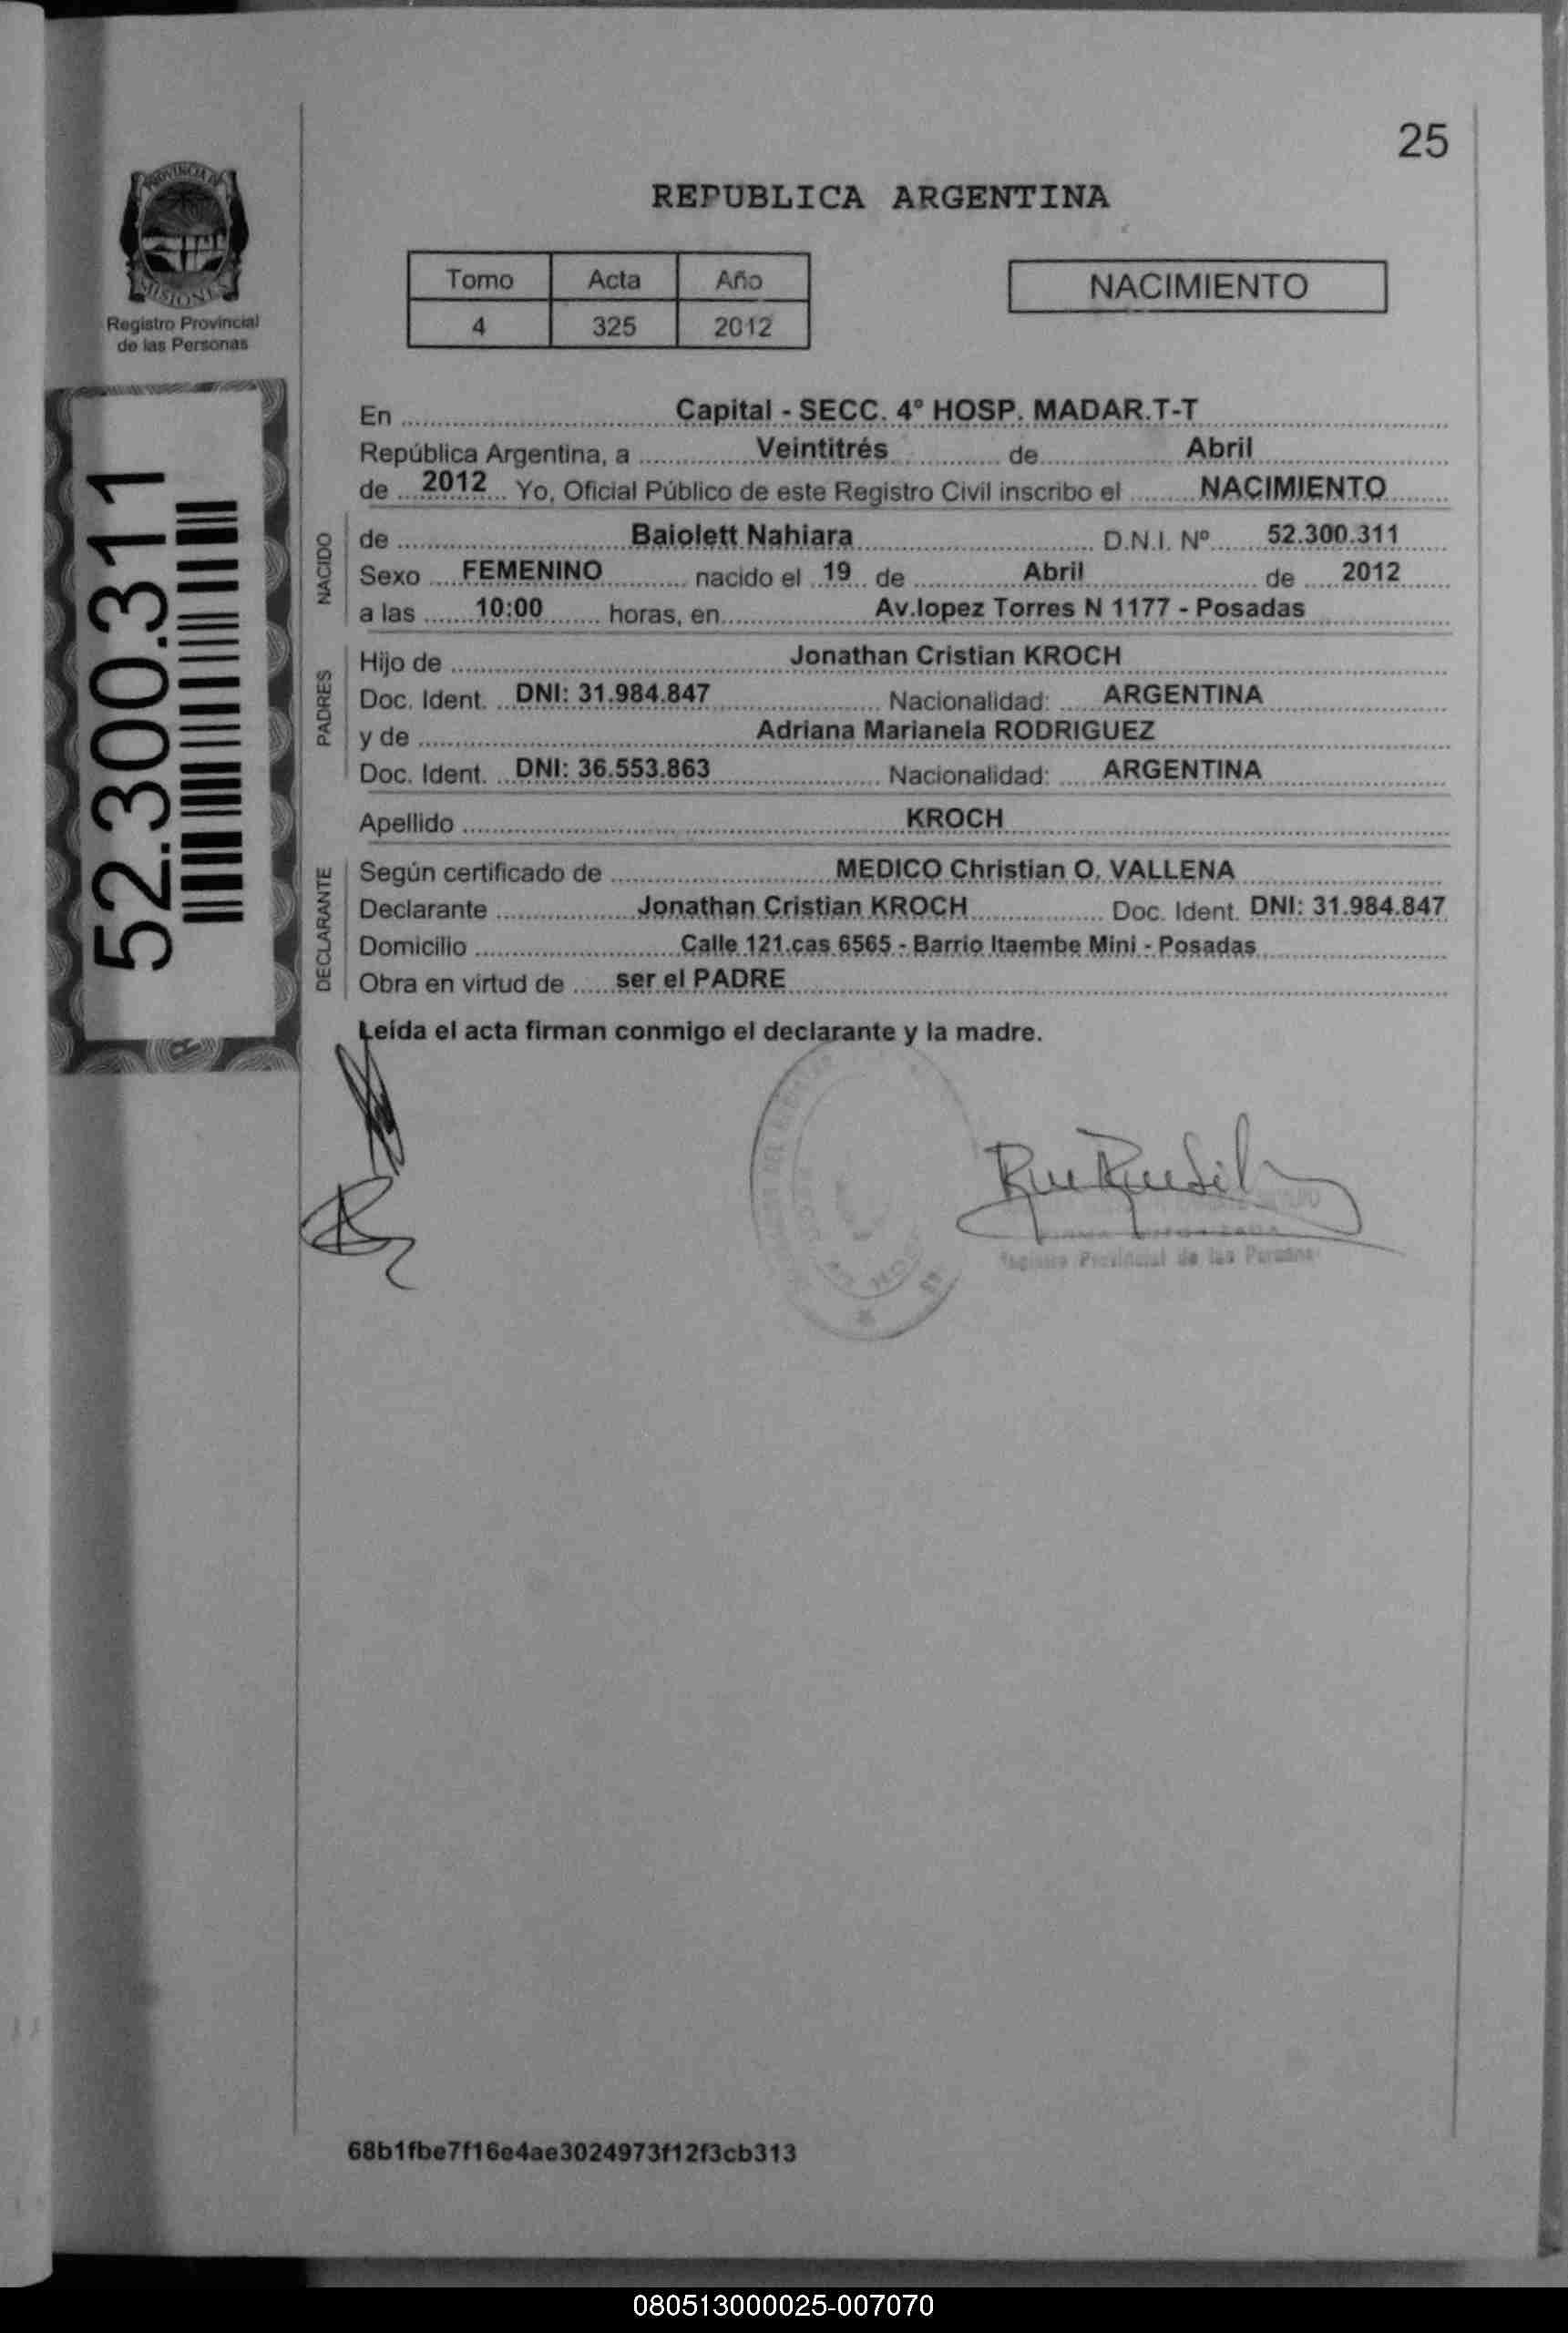 25
PROVINCIA DE
MISIONES
Registro Provincial
de las Personas
REPUBLICA ARGENTINA
Tomo Acta Año
4 325 2012
NACIMIENTO
52.300.311
En Capital - SECC. 4° HOSP. MADAR.T-T
República Argentina, a Veintitrés de Abril
de 2012 Yo, Oficial Público de este Registro Civil inscribo el NACIMIENTO
NACIDO
de Baiolett Nahiara D.N.I. Nº 52.300.311
Sexo FEMENINO nacido el 19 de Abril de 2012
a las 10:00 horas, en Av.lopez Torres N 1177 - Posadas
PADRES
Hijo de Jonathan Cristian KROCH
Doc. Ident. DNI: 31.984.847 Nacionalidad: ARGENTINA
y de Adriana Marianela RODRIGUEZ
Doc. Ident. DNI: 36.553.863 Nacionalidad: ARGENTINA
Apellido KROCH
DECLARANTE
Según certificado de MEDICO Christian O. VALLENA
Declarante Jonathan Cristian KROCH Doc. Ident. DNI: 31.984.847
Domicilio Calle 121.cas 6565 - Barrio Itaembe Mini - Posadas
Obra en virtud de ser el PADRE
Leída el acta firman conmigo el declarante y la madre.
Registro Provincial de las Personas
68b1fbe7f16e4ae3024973f12f3cb313
080513000025-007070